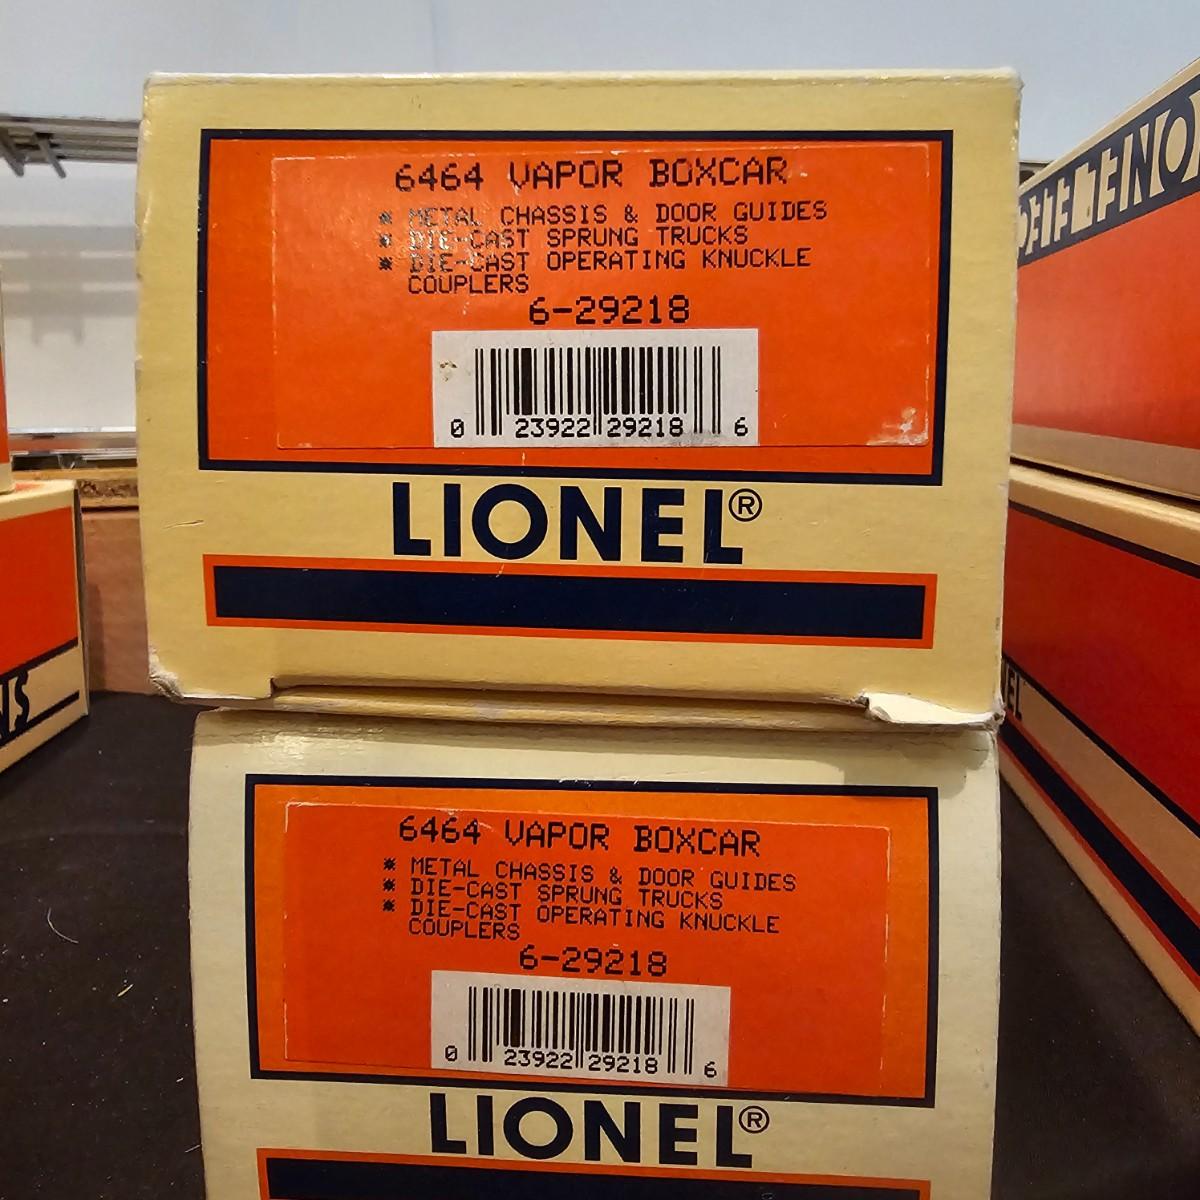 6464 VAPOR BOXCAR
* METAL CHASSIS & DOOR GUIDES
* DIE-CAST SPRUNG TRUCKS
* DIE-CAST OPERATING KNUCKLE
COUPLERS
6-29218
0 23922 29218 6
LIONEL®
6464 VAPOR BOXCAR
* METAL CHASSIS & DOOR GUIDES
* DIE-CAST SPRUNG TRUCKS
* DIE-CAST OPERATING KNUCKLE
COUPLERS
6-29218
0 23922 29218 6
LIONEL®